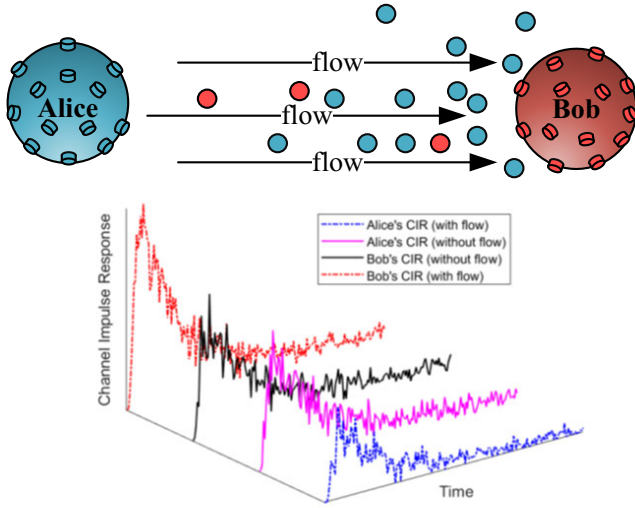 flow
Alice
flow
Bob
flow
Channel Impulse Response
Alice's CIR (with flow)
Alice's CIR (without flow)
Bob's CIR (without flow)
Bob's CIR (with flow)
Time